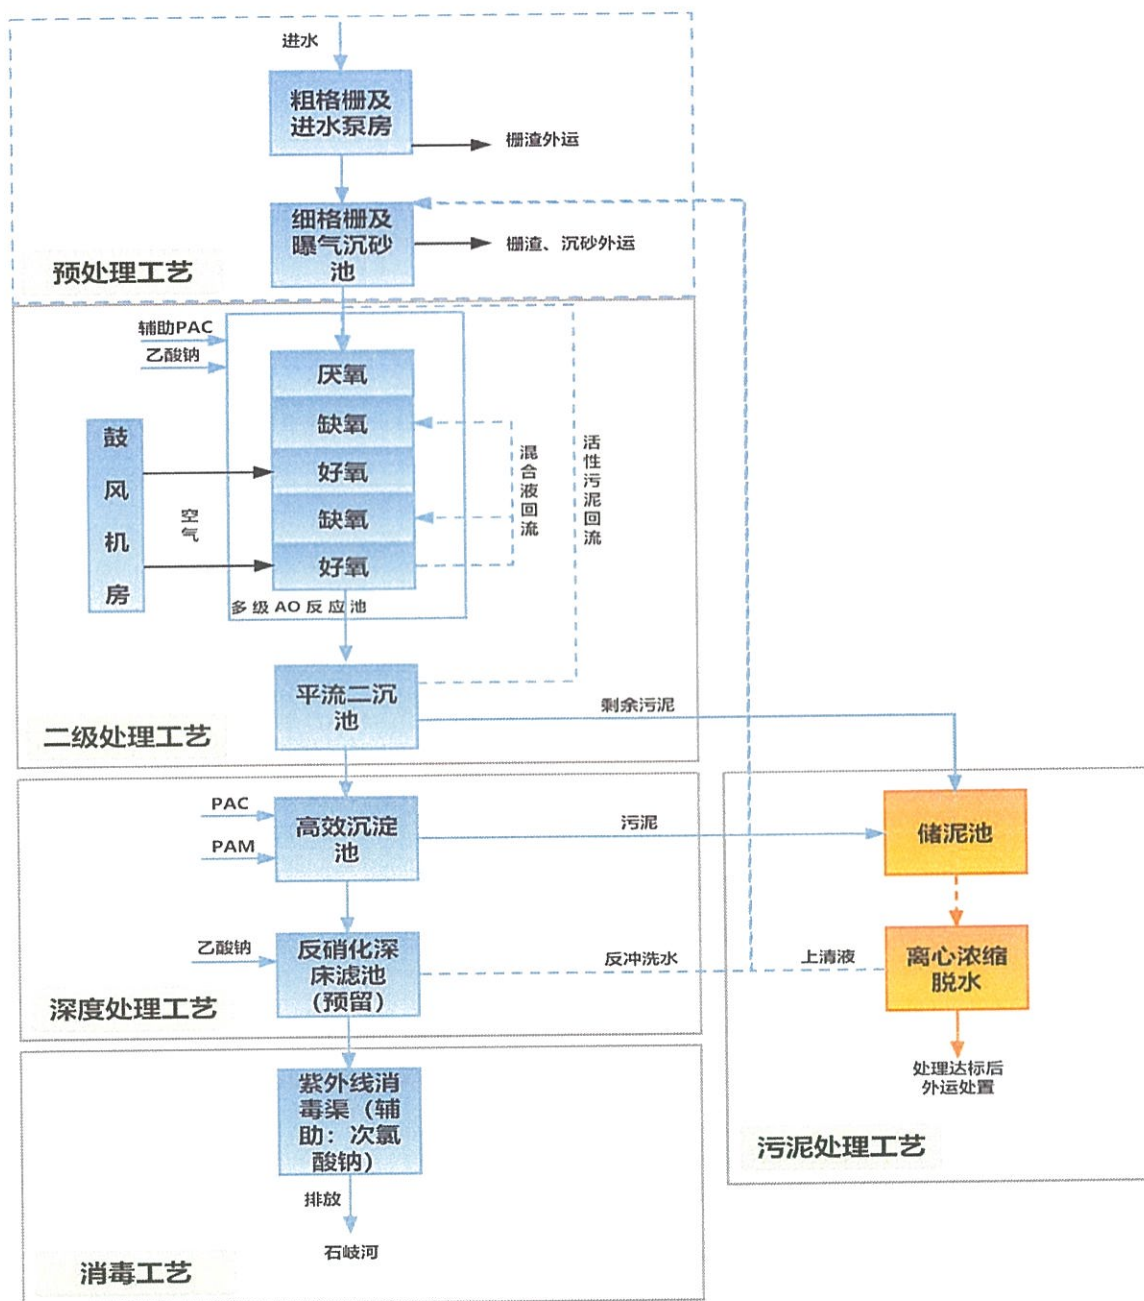 进水
粗格栅及
进水泵房
栅渣外运
细格栅及
曝气沉砂
池
栅渣、沉砂外运
预处理工艺
辅助PAC
乙酸钠
厌氧
缺氧
好氧
缺氧
好氧
鼓风机房
空气
混合液回流
活性污泥回流
多级AO反应池
平流二沉
池
剩余污泥
二级处理工艺
PAC
PAM
高效沉淀
池
污泥
储泥池
乙酸钠
反硝化深
床滤池
(预留)
反冲洗水
上清液
离心浓缩
脱水
深度处理工艺
处理达标后
外运处置
污泥处理工艺
紫外线消
毒渠（辅
助：次氯
酸钠）
排放
石岐河
消毒工艺